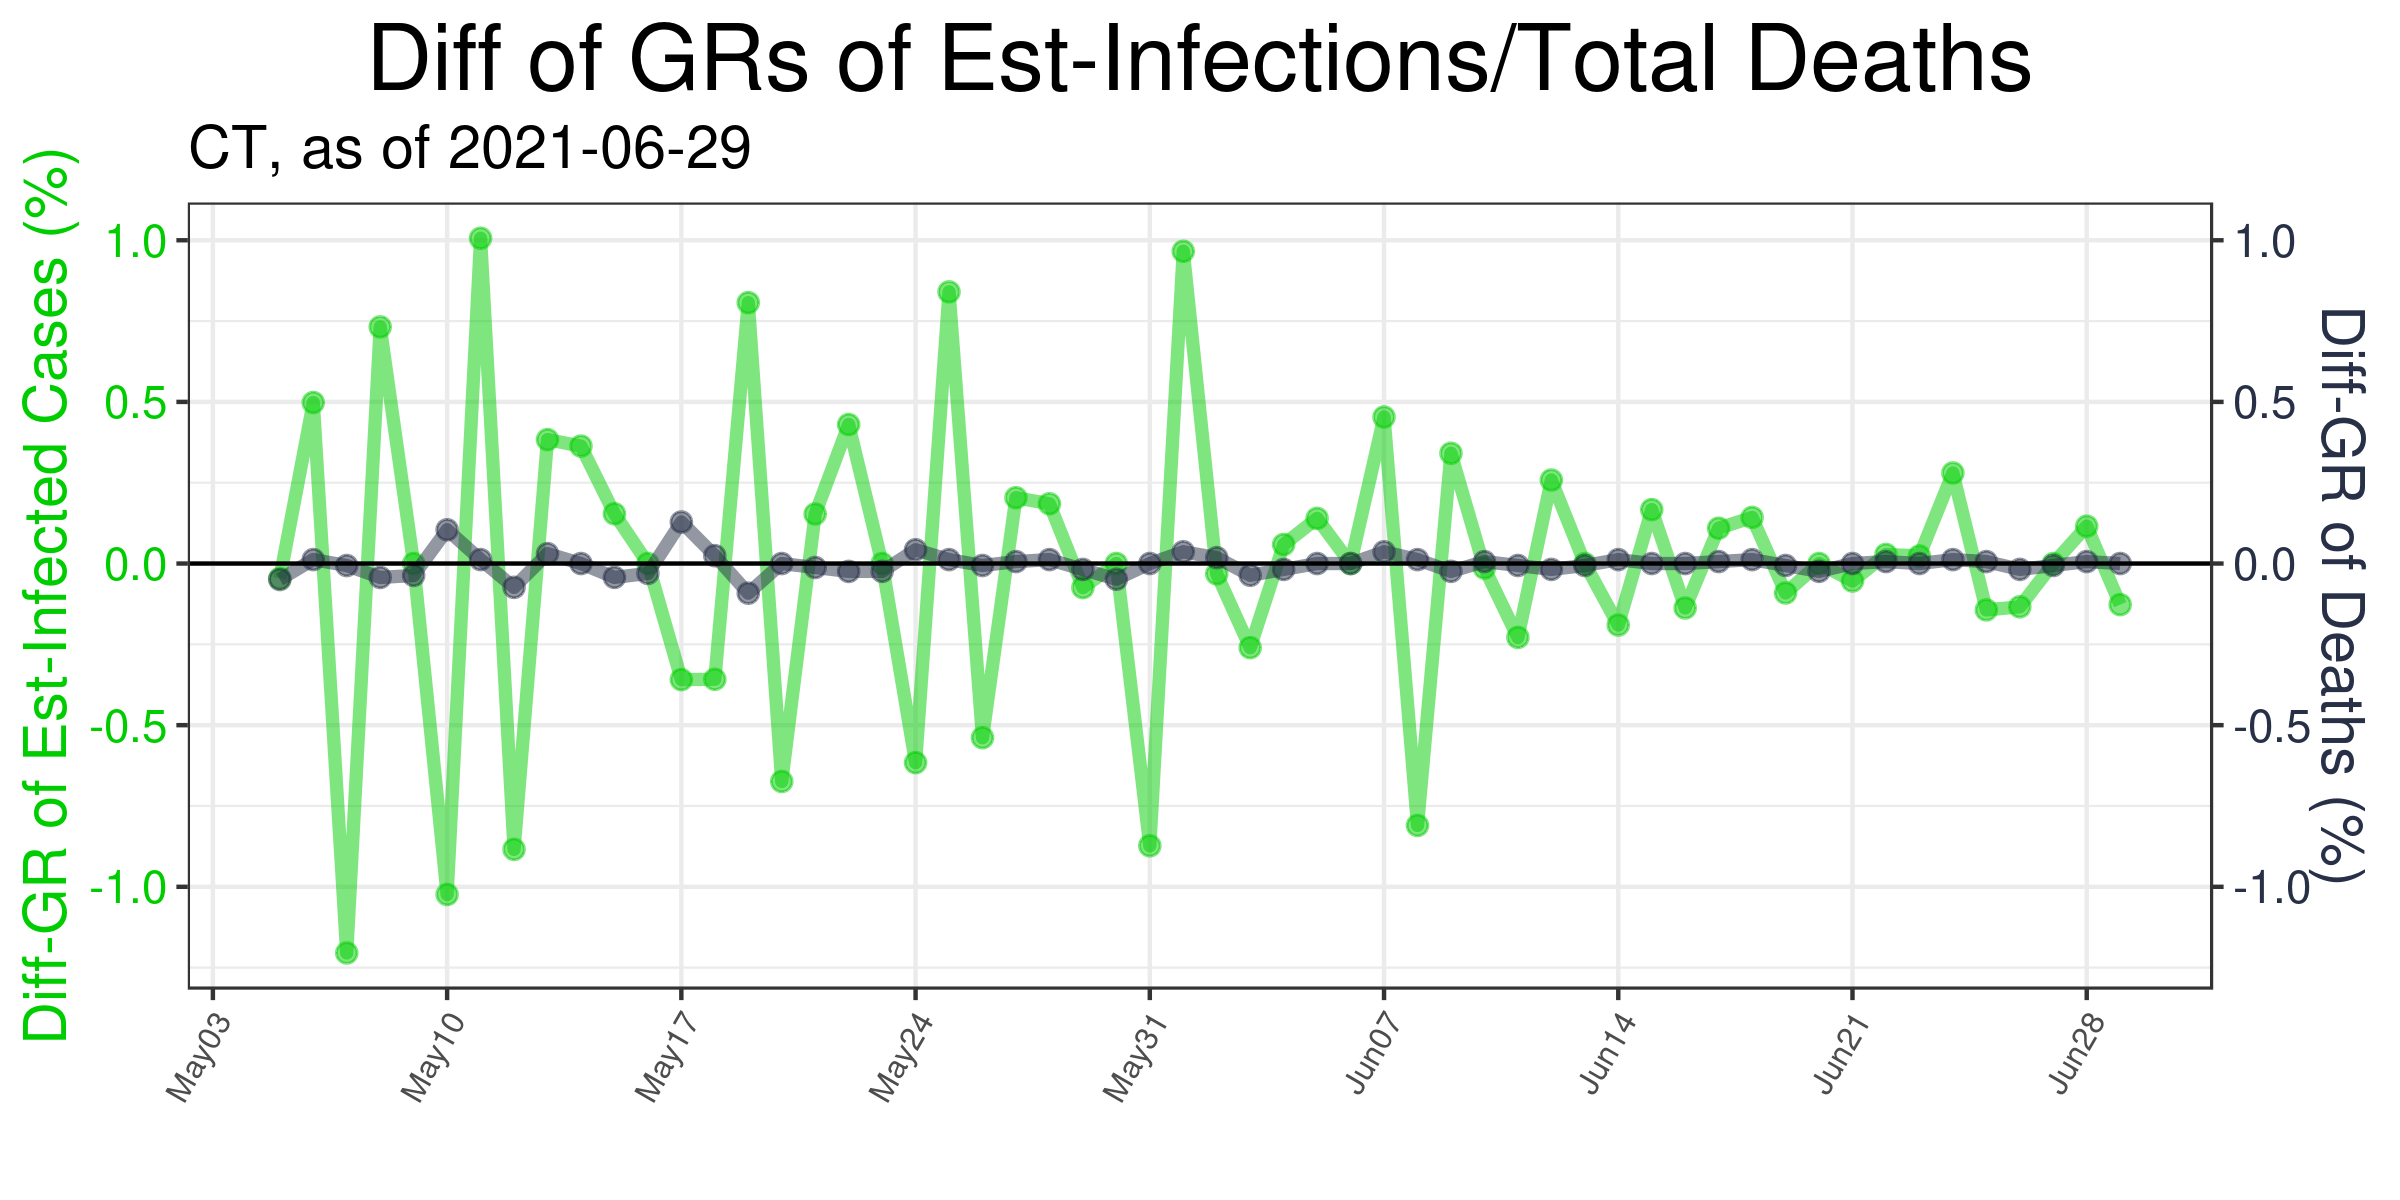 Diff of GRs of Est-Infections/Total Deaths
CT, as of 2021-06-29
Diff-GR of Est-Infected Cases (%)
1.0
0.5
0.0
-0.5
-1.0
1.0
0.5
0.0
-0.5
-1.0
Diff-GR of Deaths (%)
May03
May10
May17
May24
May31
Jun07
Jun14
Jun21
Jun28